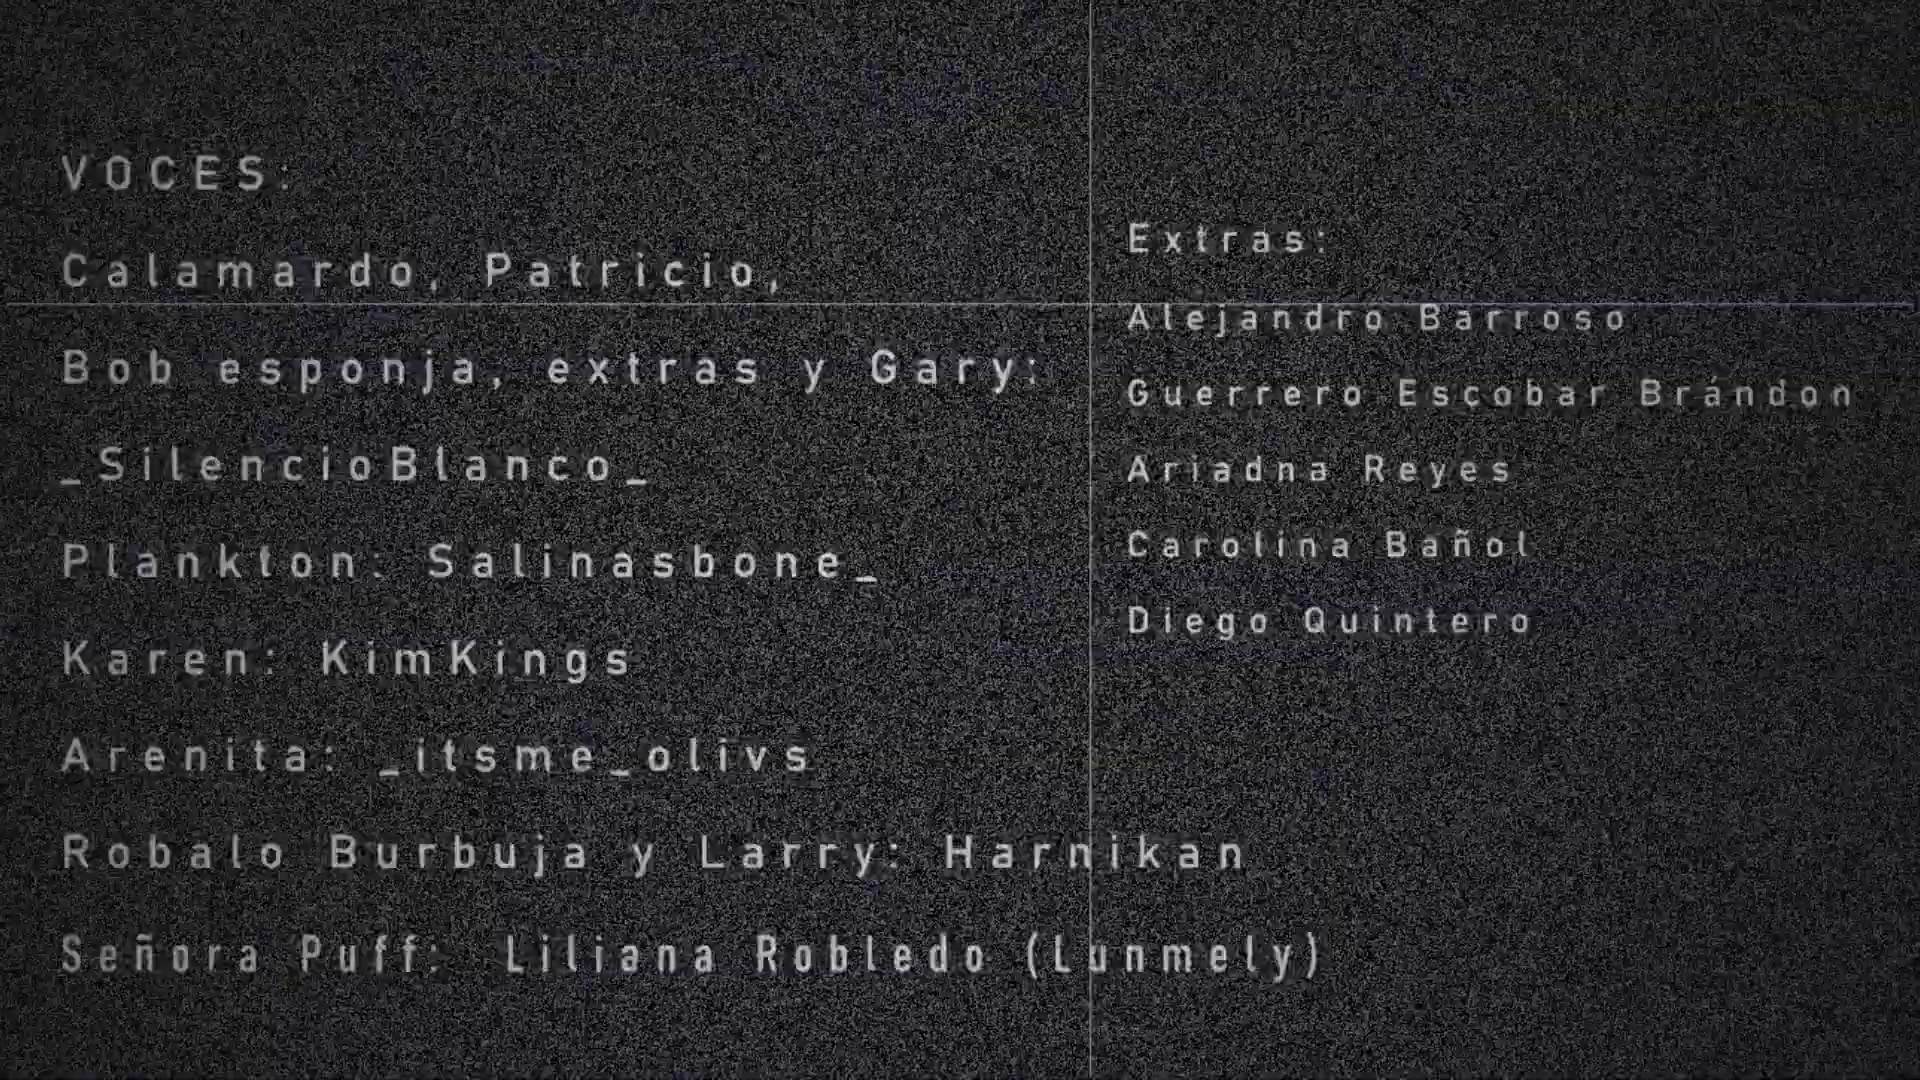 VOCES:
Calamardo, Patricio,
Bob esponja, extras y Gary:
_SilencioBlanco_
Plankton: Salinasbone_
Karen: KimKings
Arenita: _itsme_olivs
Robalo Burbuja y Larry: Harnikan
Señora Puff: Liliana Robledo (Lunmely)
Extras:
Alejandro Barroso
Guerrero Escobar Brándon
Ariadna Reyes
Carolina Bañol
Diego Quintero